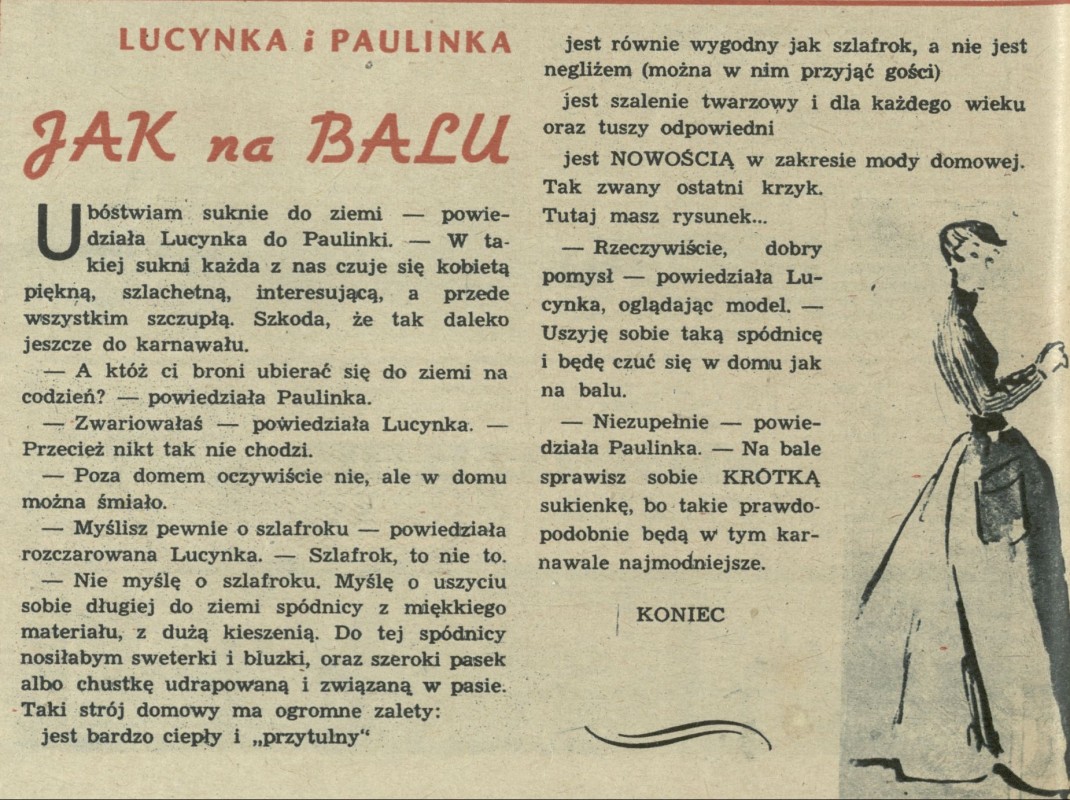 LUCYNKA i PAULINKA
JAK na BALU
Ubóstwiam suknie do ziemi — powie-
działa Lucynka do Paulinki. — W ta-
kiej sukni każda z nas czuje się kobietą
piękną, szlachetną, interesującą, a przede
wszystkim szczupłą. Szkoda, że tak daleko
jeszcze do karnawału.
— A któż ci broni ubierać się do ziemi na
codzień? — powiedziała Paulinka.
— Zwariowałaś — powiedziała Lucynka. —
Przecież nikt tak nie chodzi.
— Poza domem oczywiście nie, ale w domu
można śmiało.
— Myślisz pewnie o szlafroku — powiedziała
rozczarowana Lucynka. — Szlafrok, to nie to.
— Nie myślę o szlafroku. Myślę o uszyciu
sobie długiej do ziemi spódnicy z miękkiego
materiału, z dużą kieszenią. Do tej spódnicy
nosiłabym sweterki i bluzki, oraz szeroki pasek
albo chustkę udrapowaną i związaną w pasie.
Taki strój domowy ma ogromne zalety:
jest bardzo ciepły i „przytulny"
jest równie wygodny jak szlafrok, a nie jest
negliżem (można w nim przyjąć gości)
jest szalenie twarzowy i dla każdego wieku
oraz tuszy odpowiedni
jest NOWOŚCIĄ w zakresie mody domowej.
Tak zwany ostatni krzyk.
Tutaj masz rysunek...
— Rzeczywiście, dobry
pomysł — powiedziała Lu-
cynka, oglądając model. —
Uszyję sobie taką spódnicę
i będę czuć się w domu jak
na balu.
— Niezupełnie — powie-
działa Paulinka. — Na bale
sprawisz sobie KRÓTKĄ
sukienkę, bo takie prawdo-
podobnie będą w tym kar-
nawale najmodniejsze.
KONIEC